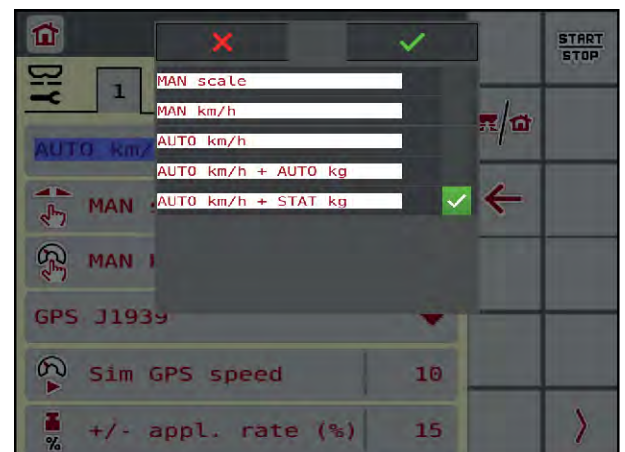 START
STOP
MAN scale
MAN km/h
1
AUTO km/h
AUTO km/
AUTO km/h + AUTO kg
AUTO km/h + STAT kg
MAN
MAN
GPS J1939
Sim GPS speed 10
% +/- appl. rate (%) 15